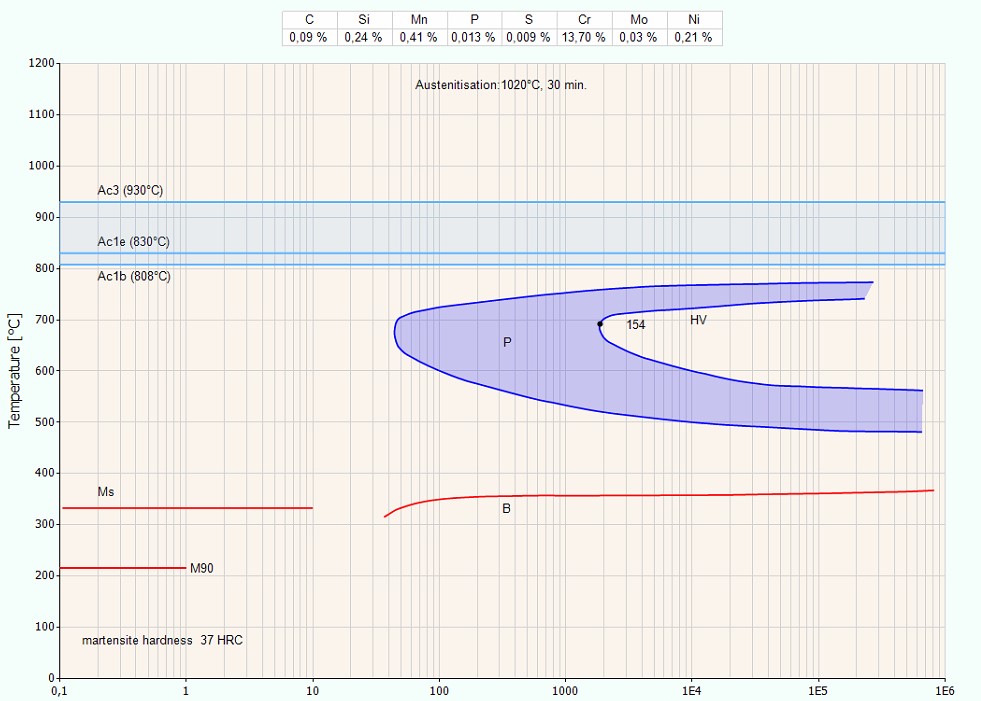 C Si Mn P S Cr Mo Ni
0,09 % 0,24 % 0,41 % 0,013 % 0,009 % 13,70 % 0,03 % 0,21 %
1200
Austenitisation:1020°C, 30 min.
1100
1000
Ac3 (930°C)
900
Ac1e (830°C)
800
Ac1b (808°C)
700
154 HV
P
600
Temperature [°C]
500
400
Ms
B
300
M90
200
100
martensite hardness 37 HRC
0
0,1 1 10 100 1000 1E4 1E5 1E6